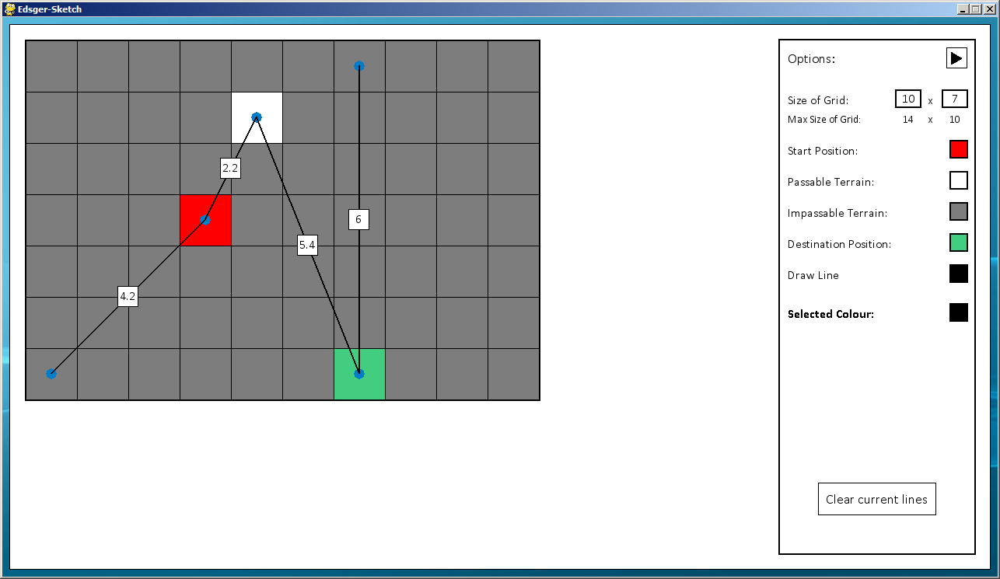 Edsger-Sketch
Options:
Size of Grid: 10 x 7
Max Size of Grid: 14 x 10
Start Position:
Passable Terrain:
Impassable Terrain:
Destination Position:
Draw Line
Selected Colour:
Clear current lines
2.2
6
5.4
4.2